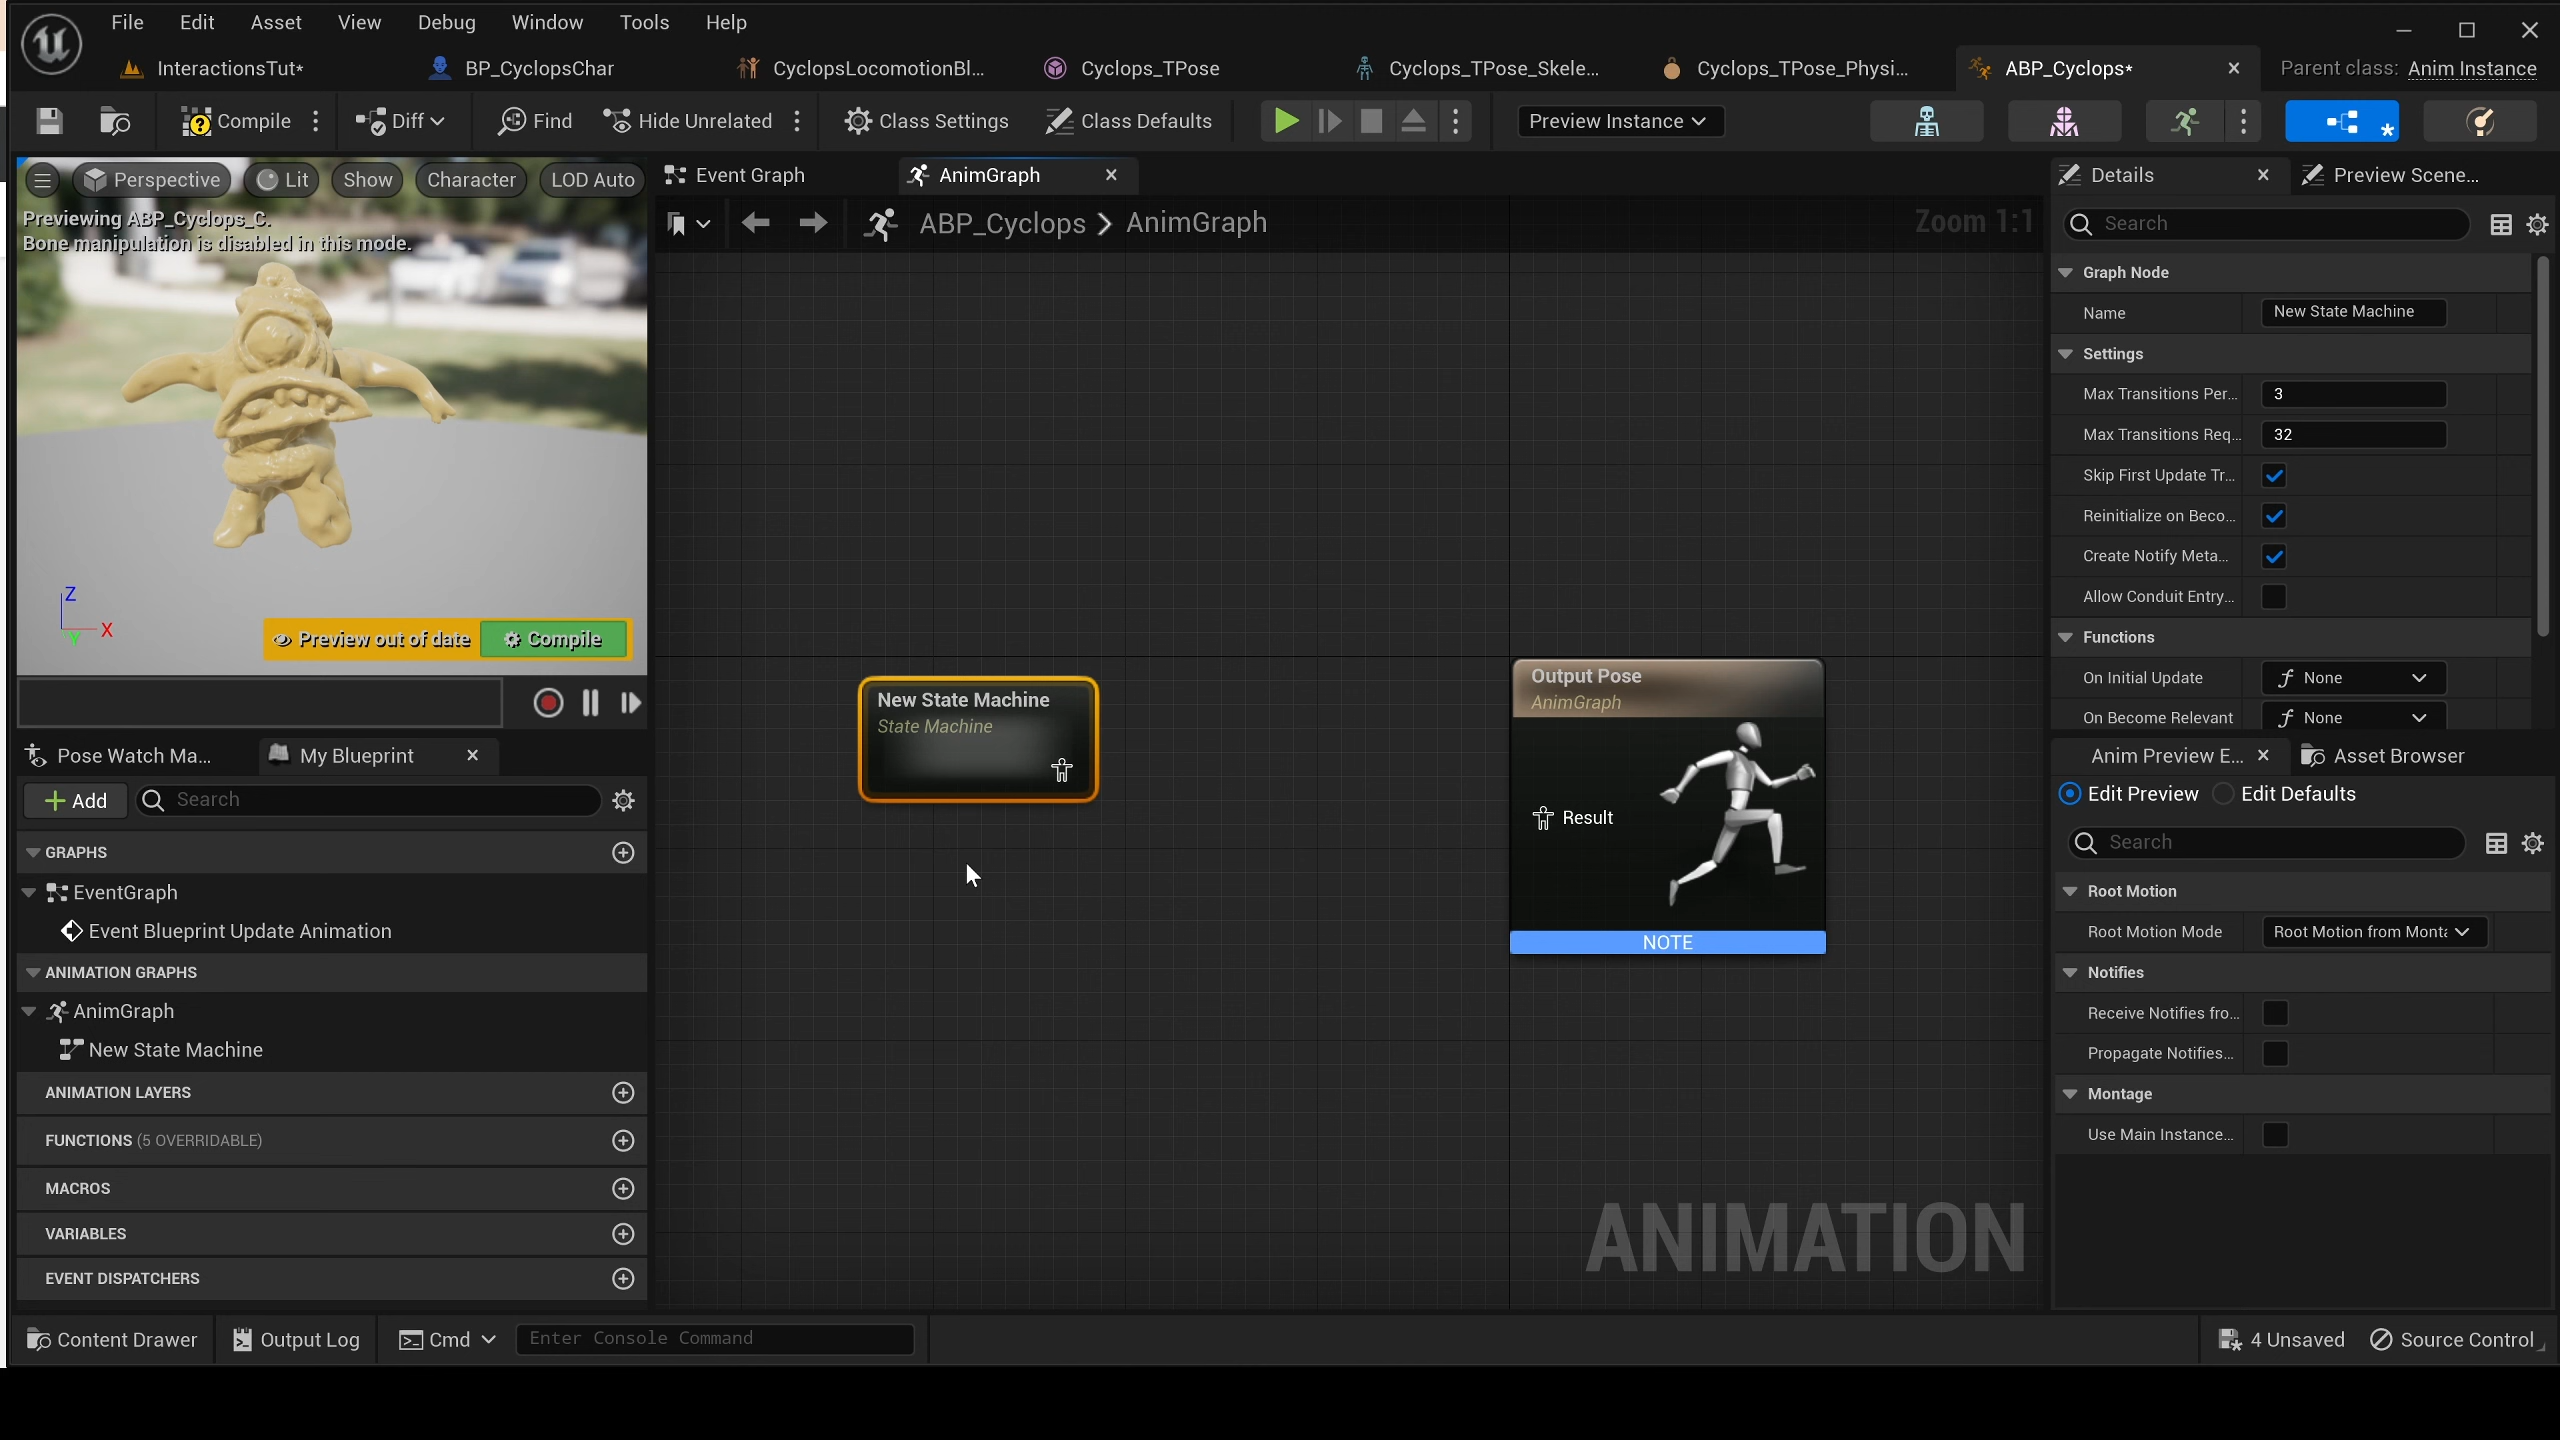 File Edit Asset View Debug Window Tools Help
InteractionsTut* BP_CyclopsChar CyclopsLocomotionBl... Cyclops_TPose Cyclops_TPose_Skele... Cyclops_TPose_Physi... ABP_Cyclops* Parent class: Anim Instance
Compile Diff Find Hide Unrelated Class Settings Class Defaults Preview Instance
Perspective Lit Show Character LOD Auto
Previewing ABP_Cyclops_C.
Bone manipulation is disabled in this mode.
Z
X
Y
Preview out of date Compile
Pose Watch Ma... My Blueprint
Add Search
GRAPHS
EventGraph
Event Blueprint Update Animation
ANIMATION GRAPHS
AnimGraph
New State Machine
ANIMATION LAYERS
FUNCTIONS (5 OVERRIDABLE)
MACROS
VARIABLES
EVENT DISPATCHERS
Event Graph AnimGraph
ABP_Cyclops > AnimGraph Zoom 1:1
New State Machine
State Machine
Output Pose
AnimGraph
Result
NOTE
ANIMATION
Details Preview Scene...
Search
Graph Node
Name New State Machine
Settings
Max Transitions Per... 3
Max Transitions Req... 32
Skip First Update Tr...
Reinitialize on Beco...
Create Notify Meta...
Allow Conduit Entry...
Functions
On Initial Update None
On Become Relevant None
Anim Preview E... Asset Browser
Edit Preview Edit Defaults
Search
Root Motion
Root Motion Mode Root Motion from Monta
Notifies
Receive Notifies fro...
Propagate Notifies...
Montage
Use Main Instance...
Content Drawer Output Log Cmd Enter Console Command 4 Unsaved Source Control